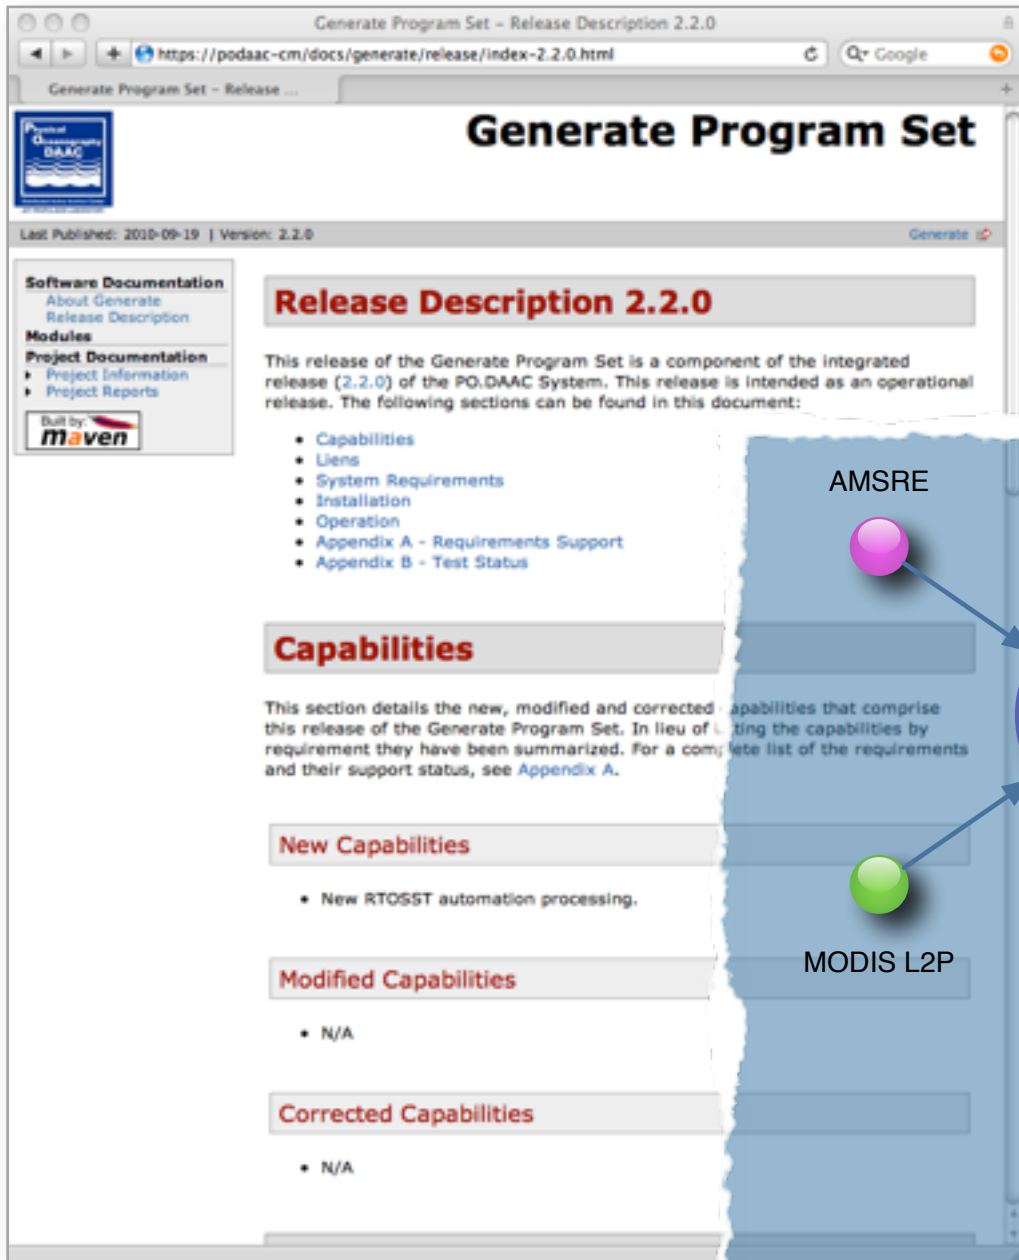 Generate Program Set – Release Description 2.2.0
https://podaac-cm/docs/generate/release/index-2.2.0.html
Google
Generate Program Set – Release ...
Physical
Oceanography
DAAC
Generate Program Set
Last Published: 2010-09-19 | Version: 2.2.0
Generate
Software Documentation
About Generate
Release Description
Modules
Project Documentation
Project Information
Project Reports
Built by:
maven
Release Description 2.2.0
This release of the Generate Program Set is a component of the integrated
release (2.2.0) of the PO.DAAC System. This release is intended as an operational
release. The following sections can be found in this document:
• Capabilities
• Liens
• System Requirements
• Installation
• Operation
• Appendix A - Requirements Support
• Appendix B - Test Status
Capabilities
This section details the new, modified and corrected capabilities that comprise
this release of the Generate Program Set. In lieu of listing the capabilities by
requirement they have been summarized. For a complete list of the requirements
and their support status, see Appendix A.
New Capabilities
• New RTOSST automation processing.
Modified Capabilities
• N/A
Corrected Capabilities
• N/A
AMSRE
MODIS L2P